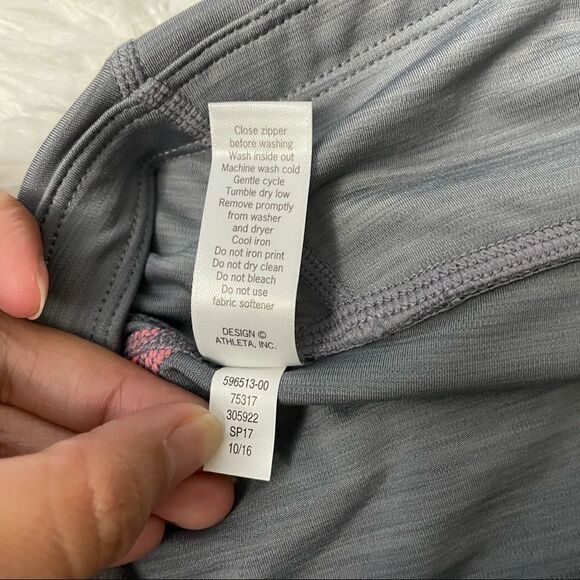 Close zipper
before washing
Wash inside out
Machine wash cold
Gentle cycle
Tumble dry low
Remove promptly
from washer
and dryer
Cool iron
Do not iron print
Do not dry clean
Do not bleach
Do not use
fabric softener
DESIGN ©
ATHLETA, INC.
596513-00
75317
305922
SP17
10/16